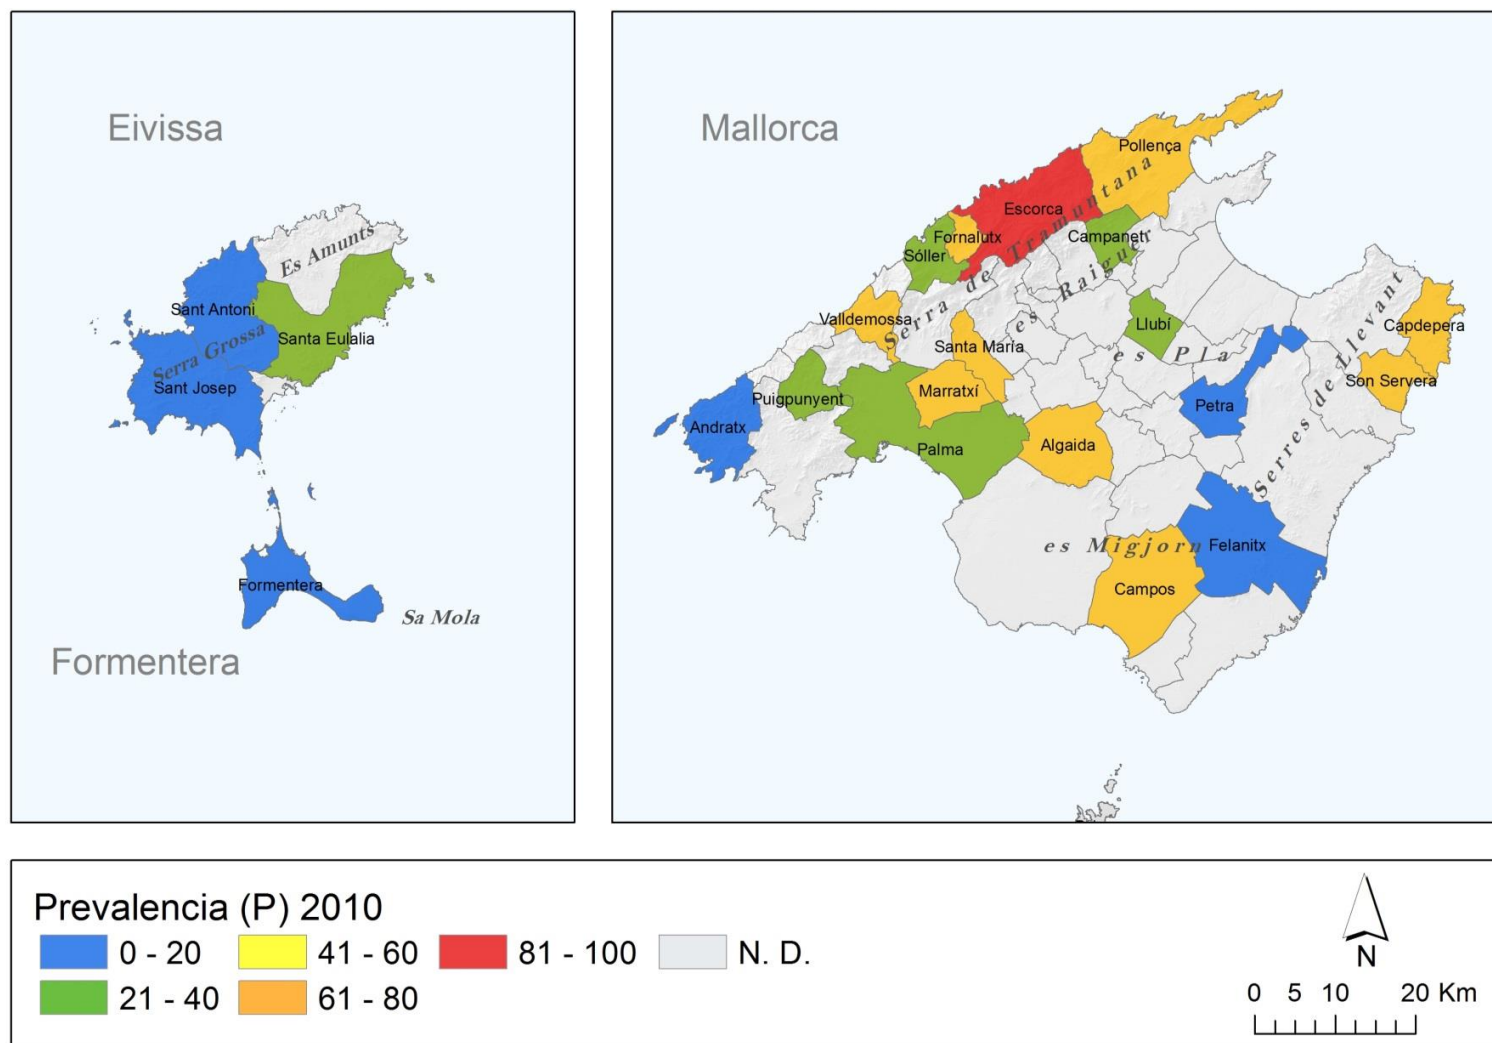 Eivissa
Es Amunts
Sant Antoni
Santa Eulalia
Serra Grossa
Sant Josep
Formentera
Sa Mola
Formentera
Mallorca
Pollença
Escorca
Serra de Tramuntana
Fornalutx
Campanet
Sóller
es Raiguer
Valldemossa
Llubí
Capdepera
Santa María
es Pla
Serres de Llevant
Son Servera
Marratxí
Puigpunyent
Petra
Andratx
Palma
Algaida
es Migjorn
Felanitx
Campos
Prevalencia (P) 2010
0 - 20
41 - 60
81 - 100
N. D.
21 - 40
61 - 80
N
0 5 10 20 Km